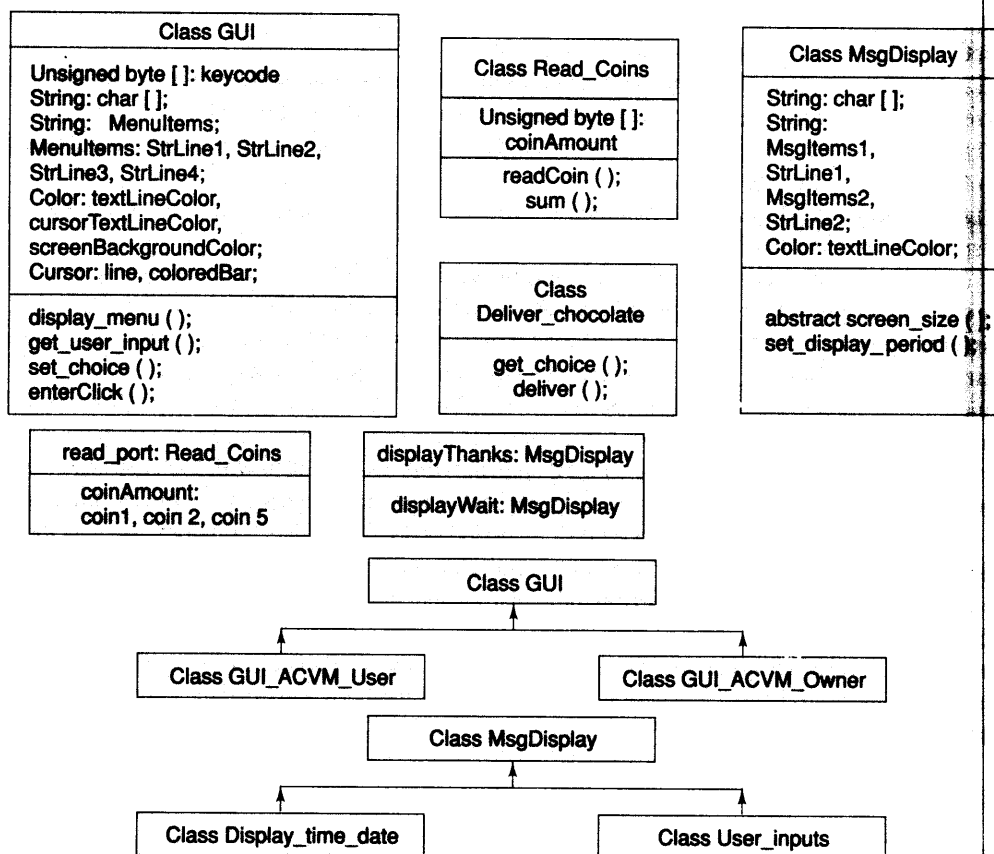 Class GUI
Unsigned byte [ ]: keycode
String: char [ ];
String: MenuItems;
MenuItems: StrLine1, StrLine2,
StrLine3, StrLine4;
Color: textLineColor,
cursorTextLineColor,
screenBackgroundColor;
Cursor: line, coloredBar;
display_menu ( );
get_user_input ( );
set_choice ( );
enterClick ( );
Class Read_Coins
Unsigned byte [ ]:
coinAmount
readCoin ( );
sum ( );
Class
Deliver_chocolate
get_choice ( );
deliver ( );
Class MsgDisplay
String: char [ ];
String:
MsgItems1,
StrLine1,
MsgItems2,
StrLine2;
Color: textLineColor;
abstract screen_size ( );
set_display_period ( );
read_port: Read_Coins
coinAmount:
coin1, coin 2, coin 5
displayThanks: MsgDisplay
displayWait: MsgDisplay
Class GUI
Class GUI_ACVM_User
Class GUI_ACVM_Owner
Class MsgDisplay
Class Display_time_date
Class User_inputs